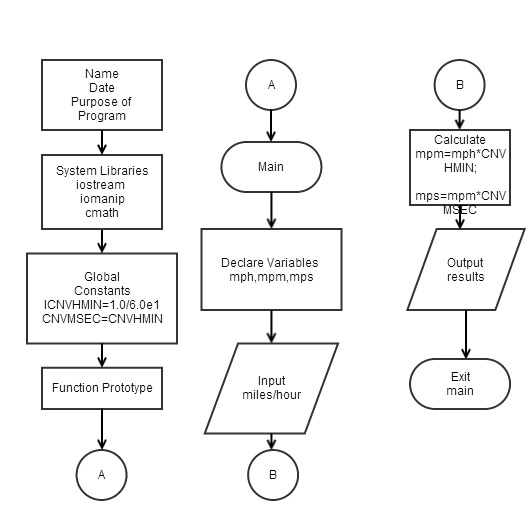 Name
Date
Purpose of
Program
System Libraries
iostream
iomanip
cmath
Global
Constants
ICNVHMIN=1.0/6.0e1
CNVMSEC=CNVHMIN
Function Prototype
A
A
Main
Declare Variables
mph,mpm,mps
Input
miles/hour
B
B
Calculate
mpm=mph*CNV
HMIN;
mps=mpm*CNV
MSEC
Output
results
Exit
main